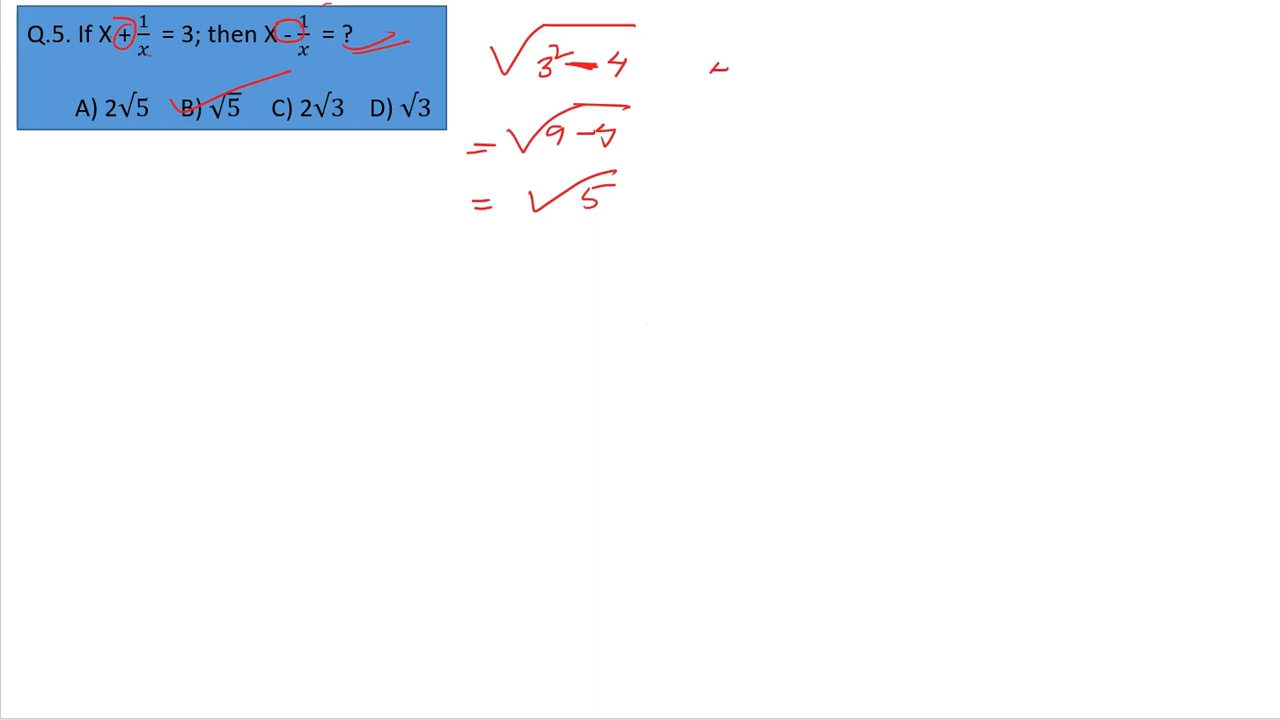 Q.5. If X + 1/x = 3; then X - 1/x = ?
A) 2√5 B) √5 C) 2√3 D) √3
√3² - 4
= √9 - 4
= √5